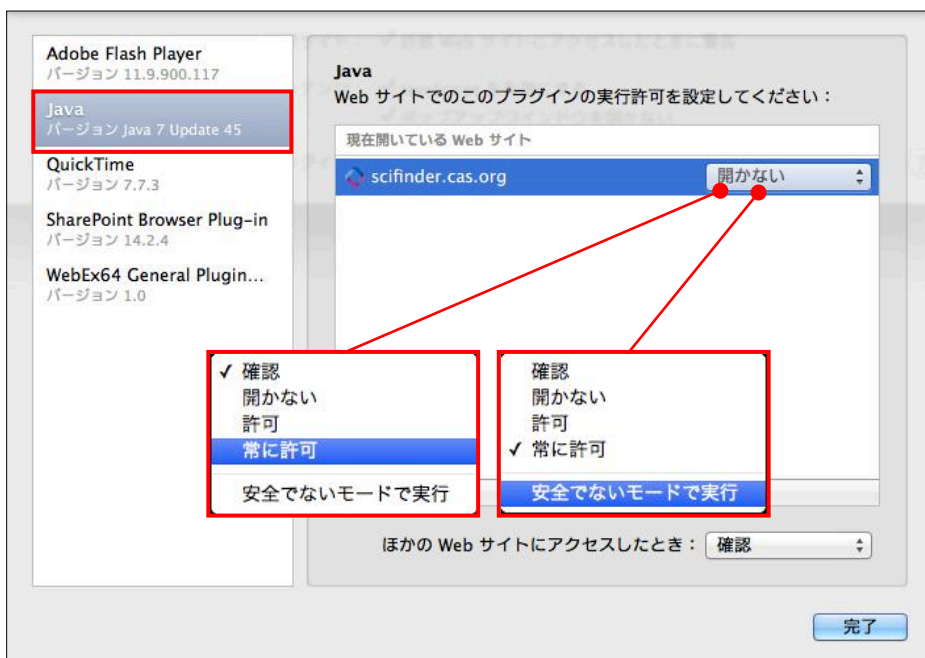 Adobe Flash Player
バージョン 11.9.900.117
Java
バージョン Java 7 Update 45
QuickTime
バージョン 7.7.3
SharePoint Browser Plug-in
バージョン 14.2.4
WebEx64 General Plugin...
バージョン 1.0
Java
Web サイトでのこのプラグインの実行許可を設定してください：
現在開いている Web サイト
scifinder.cas.org
開かない
✓ 確認
開かない
許可
常に許可
安全でないモードで実行
確認
開かない
許可
✓ 常に許可
安全でないモードで実行
ほかの Web サイトにアクセスしたとき： 確認
完了